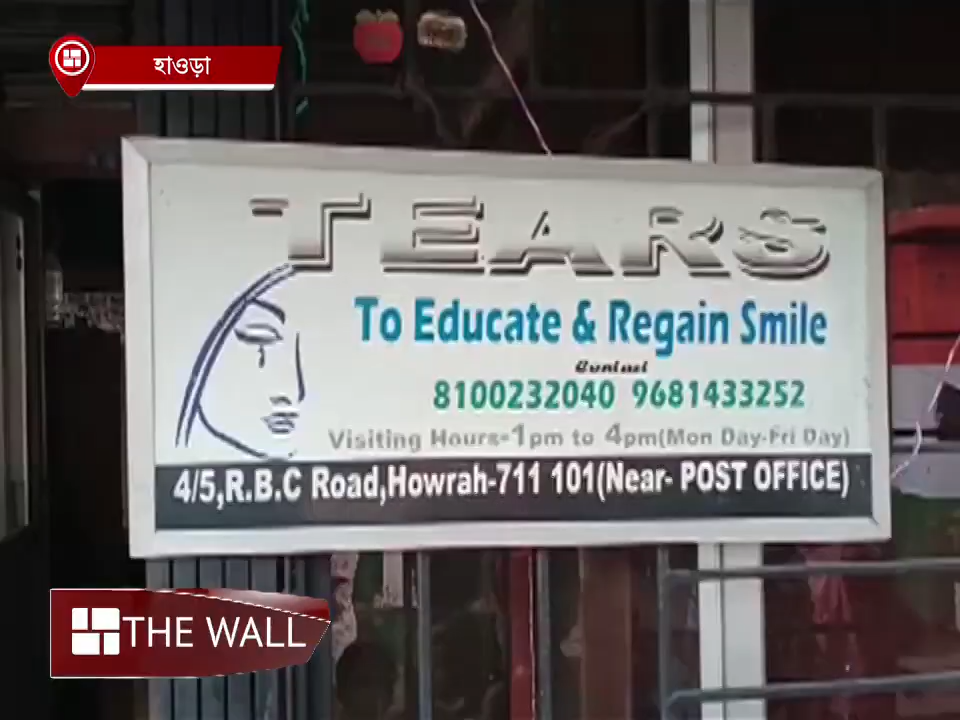 হাওড়া
TEARS
To Educate & Regain Smile
Contact
8100232040 9681433252
Visiting Hours-1pm to 4pm(Mon Day-Fri Day)
4/5,R.B.C Road,Howrah-711 101(Near- POST OFFICE)
THE WALL